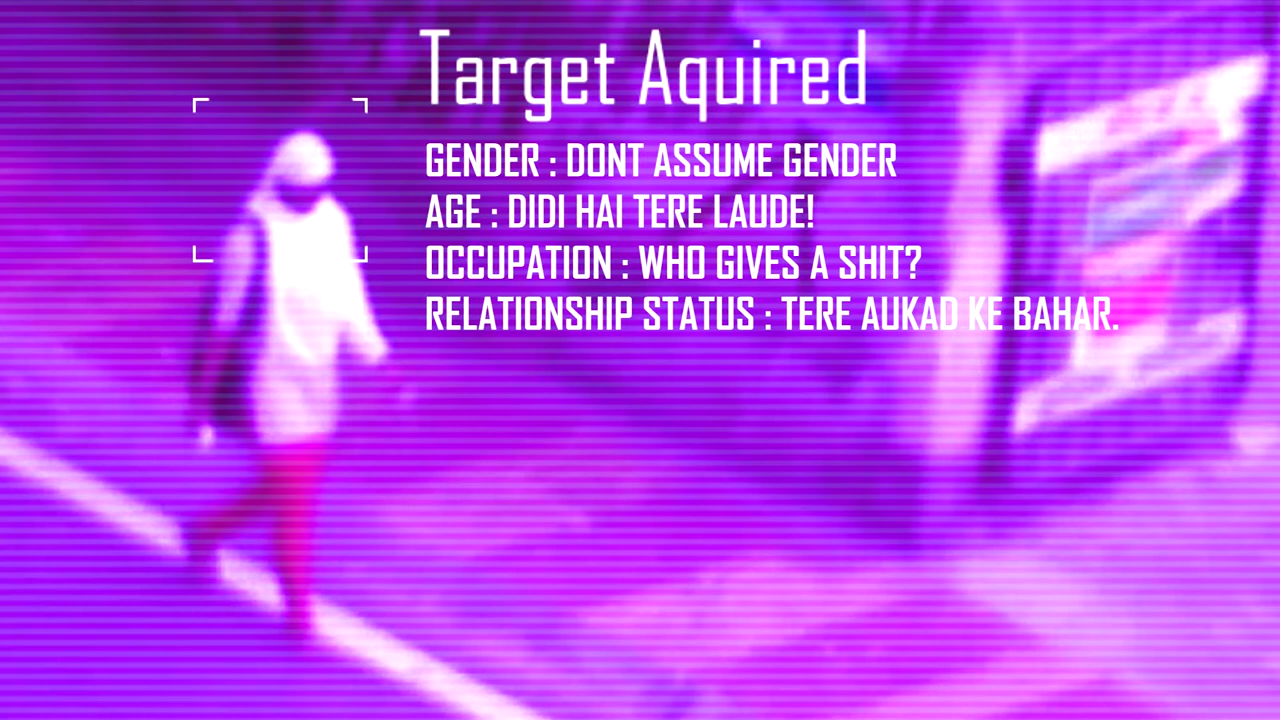 Target Aquired
GENDER : DONT ASSUME GENDER
AGE : DIDI HAI TERE LAUDE!
OCCUPATION : WHO GIVES A SHIT?
RELATIONSHIP STATUS : TERE AUKAD KE BAHAR.